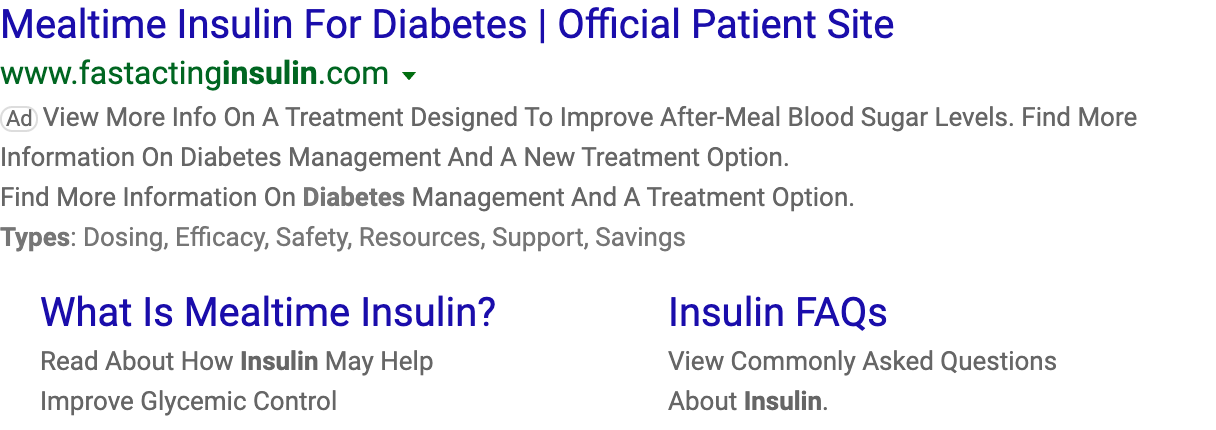 Mealtime Insulin For Diabetes | Official Patient Site
www.fastactinginsulin.com
Ad View More Info On A Treatment Designed To Improve After-Meal Blood Sugar Levels. Find More
Information On Diabetes Management And A New Treatment Option.
Find More Information On Diabetes Management And A Treatment Option.
Types: Dosing, Efficacy, Safety, Resources, Support, Savings
What Is Mealtime Insulin?
Read About How Insulin May Help
Improve Glycemic Control
Insulin FAQs
View Commonly Asked Questions
About Insulin.